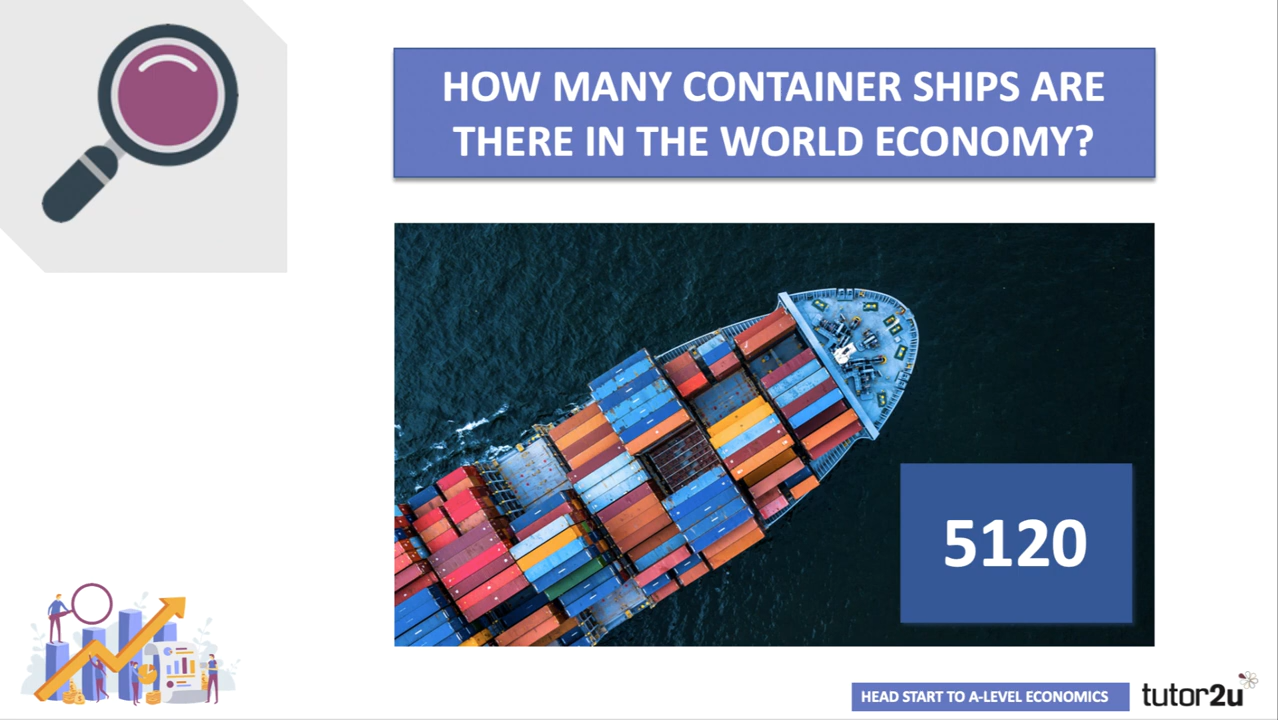 HOW MANY CONTAINER SHIPS ARE
THERE IN THE WORLD ECONOMY?
5120
HEAD START TO A-LEVEL ECONOMICS
tutor2u